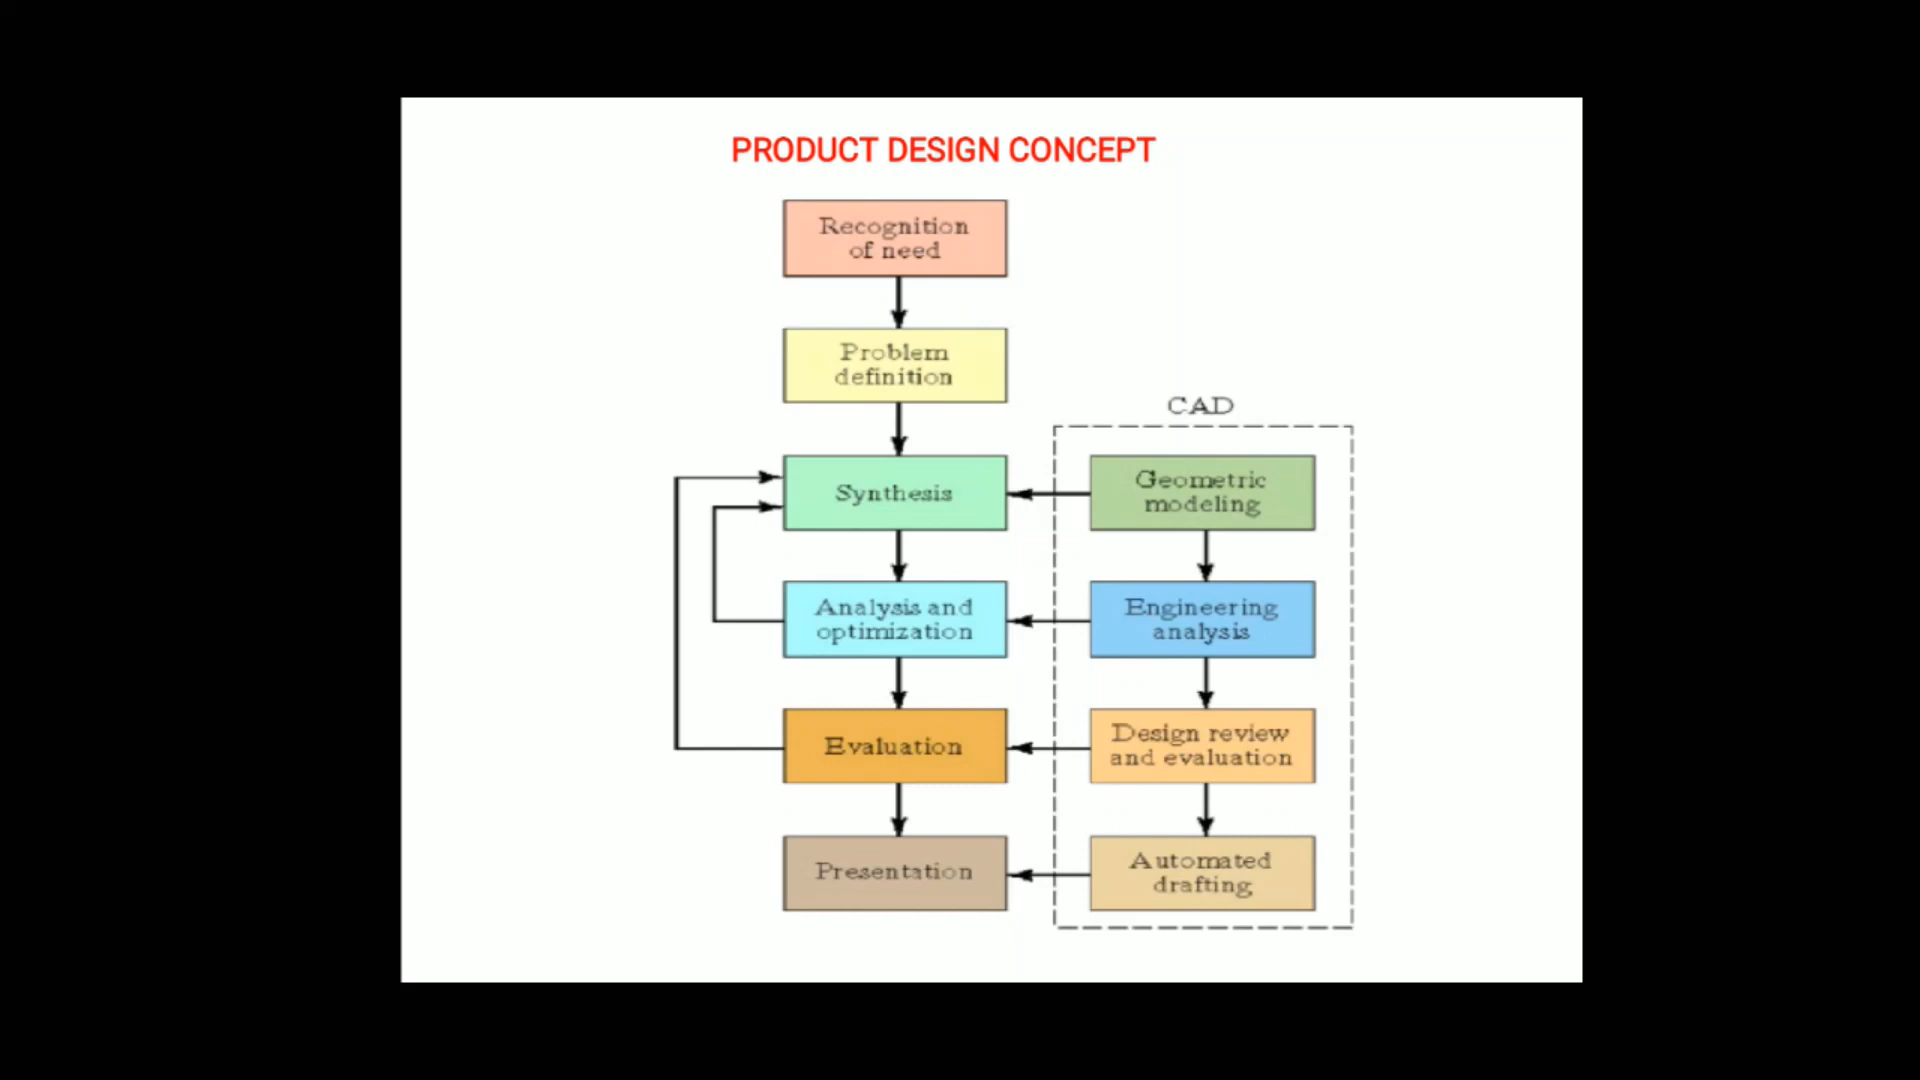 PRODUCT DESIGN CONCEPT
Recognition
of need
Problem
definition
CAD
Synthesis
Geometric
modeling
Analysis and
optimization
Engineering
analysis
Evaluation
Design review
and evaluation
Presentation
Automated
drafting